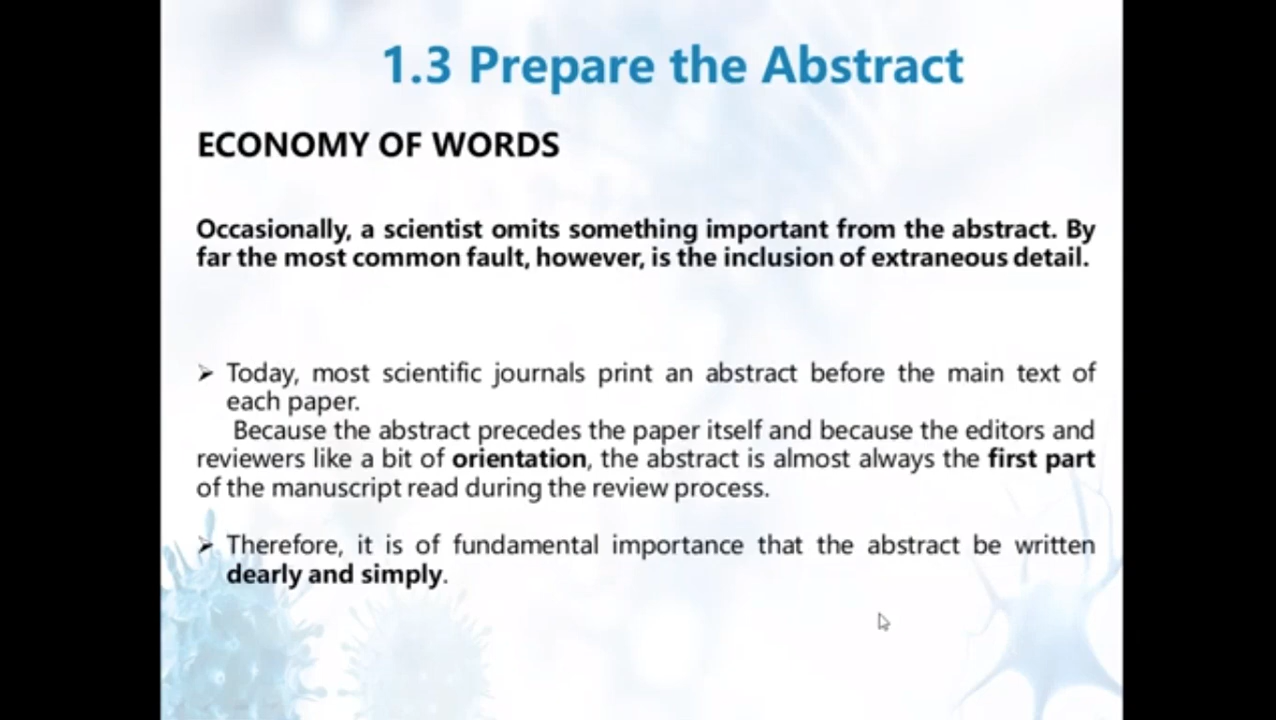 1.3 Prepare the Abstract
ECONOMY OF WORDS
Occasionally, a scientist omits something important from the abstract. By
far the most common fault, however, is the inclusion of extraneous detail.
➢ Today, most scientific journals print an abstract before the main text of
each paper.
Because the abstract precedes the paper itself and because the editors and
reviewers like a bit of orientation, the abstract is almost always the first part
of the manuscript read during the review process.
➢ Therefore, it is of fundamental importance that the abstract be written
dearly and simply.